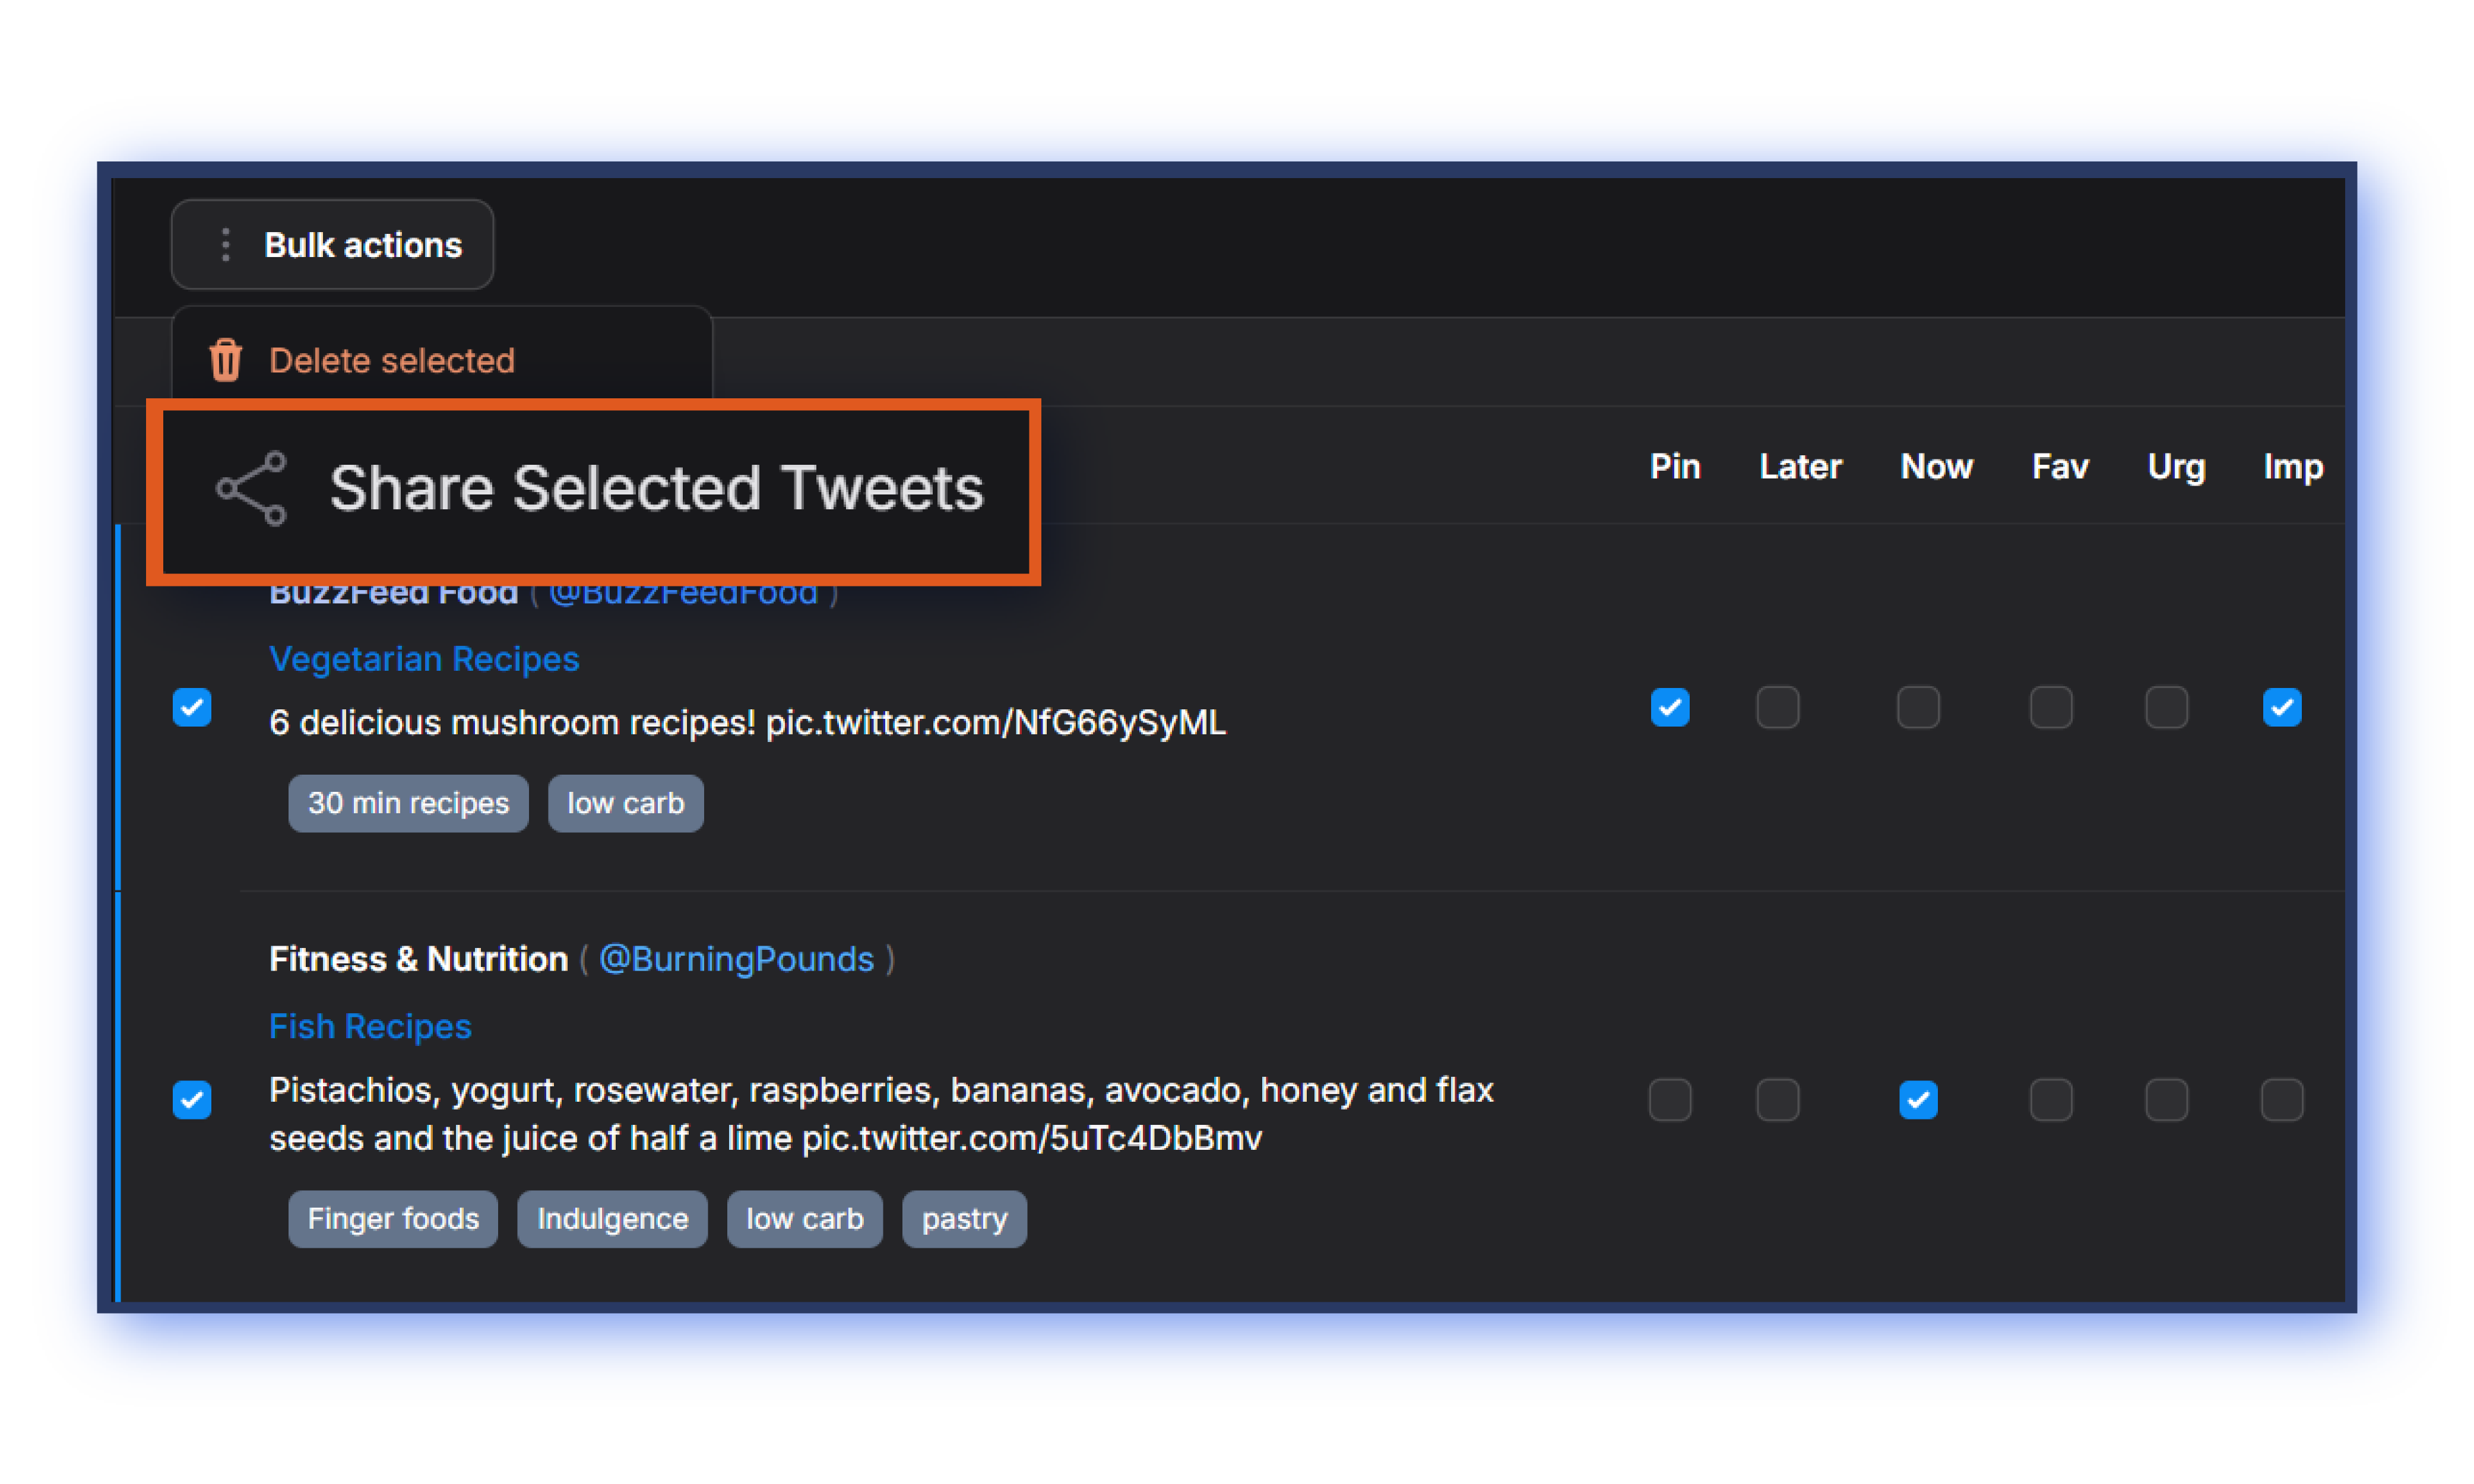 Bulk actions
Delete selected
Share Selected Tweets
Pin Later Now Fav Urg Imp
BuzzFeed Food ( @BuzzFeedFood )
Vegetarian Recipes
6 delicious mushroom recipes! pic.twitter.com/NfG66ySyML
30 min recipes low carb
Fitness & Nutrition ( @BurningPounds )
Fish Recipes
Pistachios, yogurt, rosewater, raspberries, bananas, avocado, honey and flax
seeds and the juice of half a lime pic.twitter.com/5uTc4DbBmv
Finger foods Indulgence low carb pastry